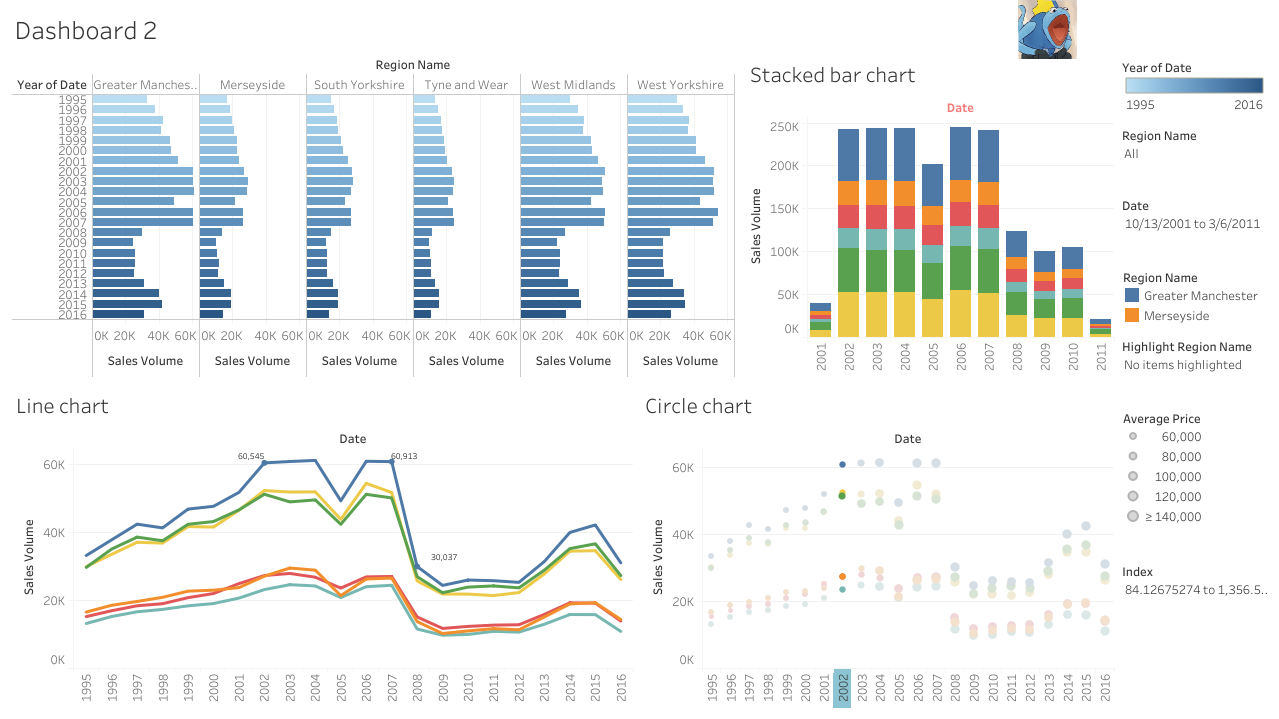 Dashboard 2
Region Name
Year of Date
Greater Manches..
Merseyside
South Yorkshire
Tyne and Wear
West Midlands
West Yorkshire
1995
1996
1997
1998
1999
2000
2001
2002
2003
2004
2005
2006
2007
2008
2009
2010
2011
2012
2013
2014
2015
2016
0K 20K 40K 60K 0K 20K 40K 60K 0K 20K 40K 60K 0K 20K 40K 60K 0K 20K 40K 60K 0K 20K 40K 60K
Sales Volume Sales Volume Sales Volume Sales Volume Sales Volume Sales Volume
Stacked bar chart
Date
Sales Volume
250K
200K
150K
100K
50K
0K
2001 2002 2003 2004 2005 2006 2007 2008 2009 2010 2011
Year of Date
1995 2016
Region Name
All
Date
10/13/2001 to 3/6/2011
Region Name
Greater Manchester
Merseyside
Highlight Region Name
No items highlighted
Line chart
Date
Sales Volume
60K
40K
20K
0K
60,545
60,913
30,037
1995 1996 1997 1998 1999 2000 2001 2002 2003 2004 2005 2006 2007 2008 2009 2010 2011 2012 2013 2014 2015 2016
Circle chart
Date
Sales Volume
60K
40K
20K
0K
1995 1996 1997 1998 1999 2000 2001 2002 2003 2004 2005 2006 2007 2008 2009 2010 2011 2012 2013 2014 2015 2016
Average Price
60,000
80,000
100,000
120,000
≥ 140,000
Index
84.12675274 to 1,356.5..